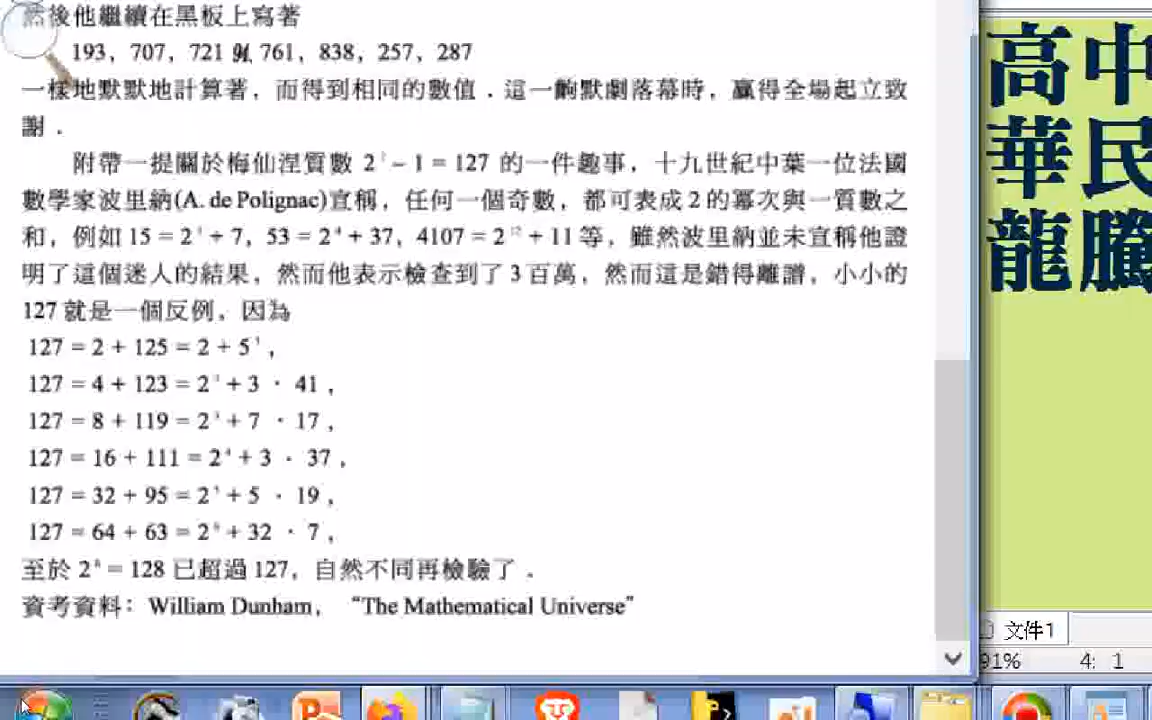 然後他繼續在黑板上寫著
193, 707, 721 × 761, 838, 257, 287
一樣地默默地計算著, 而得到相同的數值. 這一齣默劇落幕時, 贏得全場起立致
謝.
附帶一提關於梅仙涅質數 2⁷ - 1 = 127 的一件趣事, 十九世紀中葉一位法國
數學家波里納(A. de Polignac)宣稱, 任何一個奇數, 都可表成 2 的冪次與一質數之
和, 例如 15 = 2³ + 7, 53 = 2⁴ + 37, 4107 = 2¹² + 11 等, 雖然波里納並未宣稱他證
明了這個迷人的結果, 然而他表示檢查到了 3 百萬, 然而這是錯得離譜, 小小的
127 就是一個反例, 因為
127 = 2 + 125 = 2 + 5³,
127 = 4 + 123 = 2² + 3 · 41,
127 = 8 + 119 = 2³ + 7 · 17,
127 = 16 + 111 = 2⁴ + 3 · 37,
127 = 32 + 95 = 2⁵ + 5 · 19,
127 = 64 + 63 = 2⁶ + 32 · 7,
至於 2⁸ = 128 已超過 127, 自然不同再檢驗了.
資考資料: William Dunham, “The Mathematical Universe”
高中
華民
龍騰
文件1
91% 4: 1